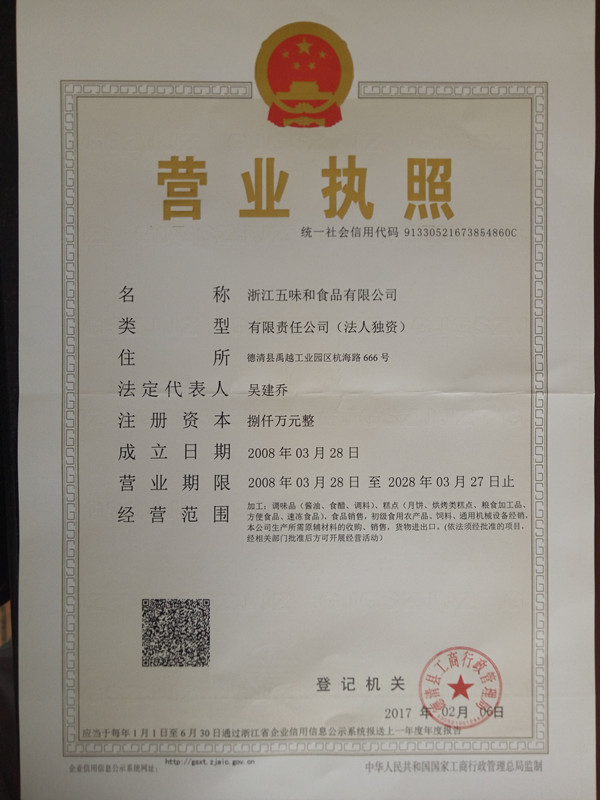 营业执照
统一社会信用代码 91330521673854860C
名称 浙江五味和食品有限公司
类型 有限责任公司（法人独资）
住所 德清县禹越工业园区杭海路666号
法定代表人 吴建乔
注册资本 捌仟万元整
成立日期 2008年03月28日
营业期限 2008年03月28日 至 2028年03月27日止
经营范围 加工：调味品（酱油、食醋、调料）、糕点（月饼、烘烤类糕点、粮食加工品、
方便食品、速冻食品），食品销售，初级食用农产品、饲料、通用机械设备经销，
本公司生产所需原辅材料的收购、销售，货物进出口。（依法须经批准的项目，
经相关部门批准后方可开展经营活动）
德清县工商行政管理局
登记机关
2017 年 02月 06日
应当于每年1月1日至6月30日通过浙江省企业信用信息公示系统报送上一年度年度报告
企业信用信息公示系统网址： http://gsxt.zjaic.gov.cn
中华人民共和国国家工商行政管理总局监制